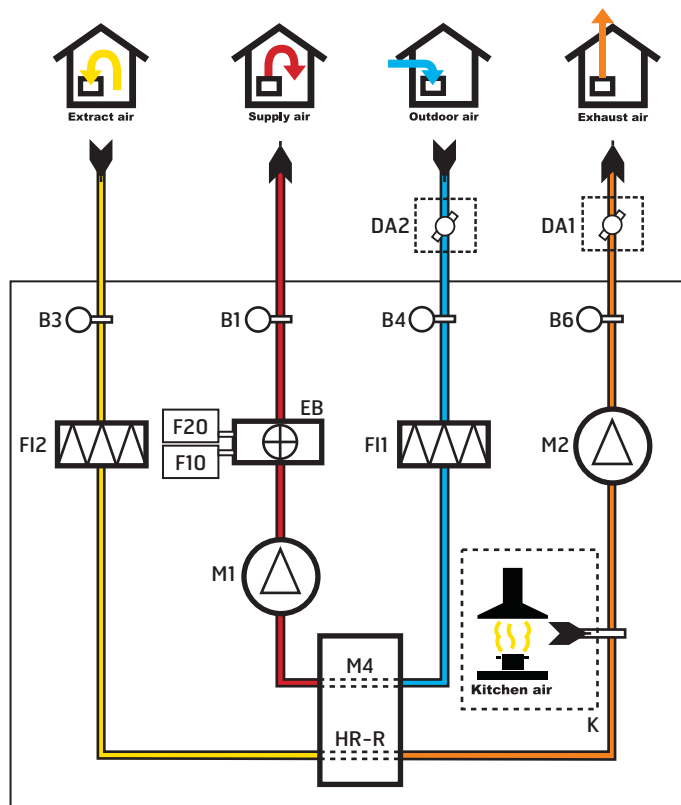 Extract air
Supply air
Outdoor air
Exhaust air
DA2
DA1
B3
B1
B4
B6
EB
F20
F10
FI2
FI1
M2
M1
M4
HR-R
Kitchen air
K